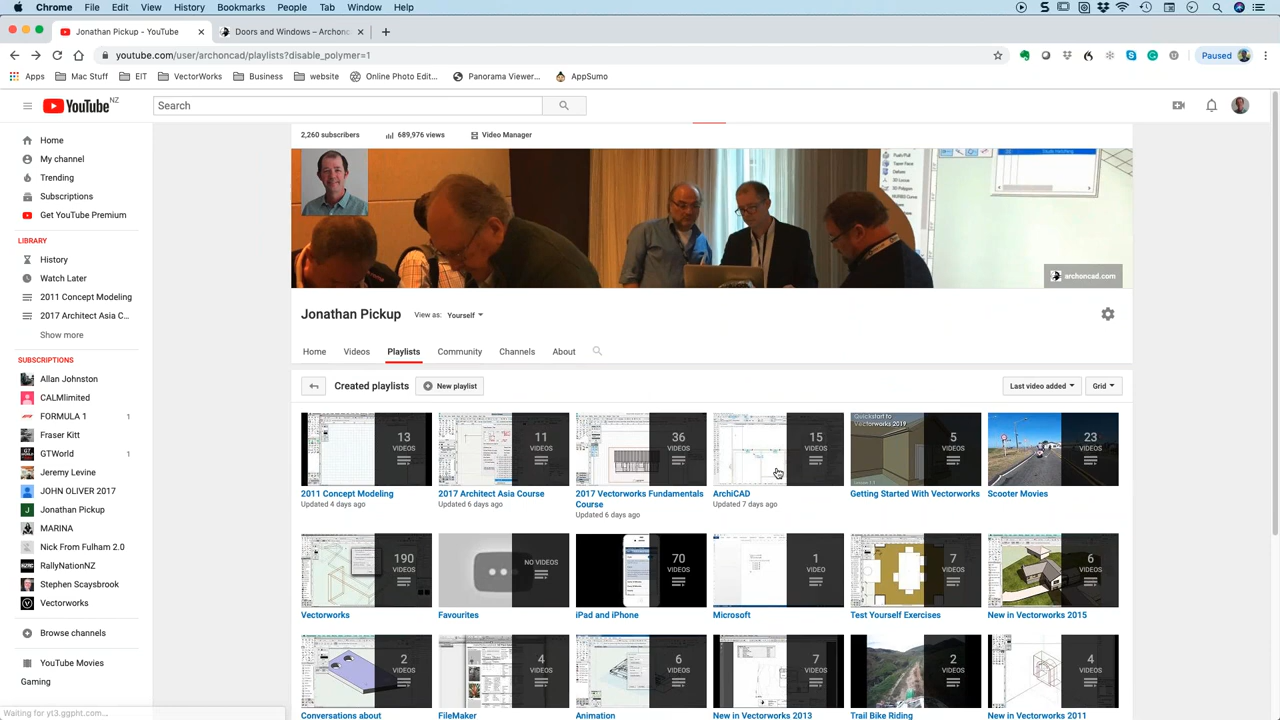 Chrome File Edit View History Bookmarks People Tab Window Help
Jonathan Pickup - YouTube
Doors and Windows – Archonc
youtube.com/user/archoncad/playlists?disable_polymer=1
Paused
Apps Mac Stuff EIT VectorWorks Business website Online Photo Edit... Panorama Viewer... AppSumo
YouTube NZ
Search
Home
My channel
Trending
Subscriptions
Get YouTube Premium
LIBRARY
History
Watch Later
2011 Concept Modeling
2017 Architect Asia C...
Show more
SUBSCRIPTIONS
Allan Johnston
CALMlimited
FORMULA 1 1
Fraser Kitt
GTWorld 1
Jeremy Levine
JOHN OLIVER 2017
Jonathan Pickup
MARINA
Nick From Fulham 2.0
RallyNationNZ
Stephen Scaysbrook
Vectorworks
Browse channels
YouTube Movies
Gaming
Waiting for yt3.ggpht.com...
2,260 subscribers 689,976 views Video Manager
archoncad.com
Jonathan Pickup View as: Yourself
Home Videos Playlists Community Channels About
Created playlists New playlist Last video added Grid
13 VIDEOS
2011 Concept Modeling
Updated 4 days ago
11 VIDEOS
2017 Architect Asia Course
Updated 6 days ago
36 VIDEOS
2017 Vectorworks Fundamentals
Course
Updated 6 days ago
15 VIDEOS
ArchiCAD
Updated 7 days ago
Quickstart to
Vectorworks 2019
5 VIDEOS
Getting Started With Vectorworks
23 VIDEOS
Scooter Movies
190 VIDEOS
Vectorworks
NO VIDEOS
Favourites
70 VIDEOS
iPad and iPhone
1 VIDEO
Microsoft
7 VIDEOS
Test Yourself Exercises
6 VIDEOS
New in Vectorworks 2015
2 VIDEOS
Conversations about
4 VIDEOS
FileMaker
6 VIDEOS
Animation
7 VIDEOS
New in Vectorworks 2013
2 VIDEOS
Trail Bike Riding
4 VIDEOS
New in Vectorworks 2011